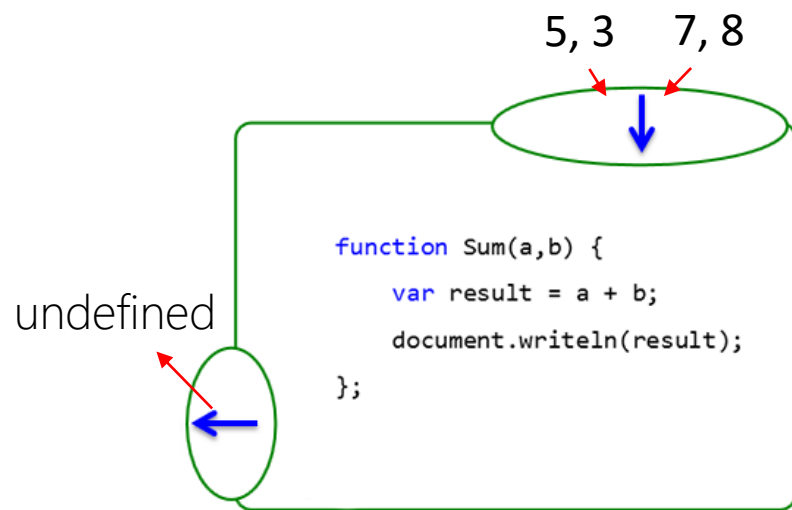 5, 3 7, 8
function Sum(a,b) {
var result = a + b;
undefined
document.writeln(result);
};